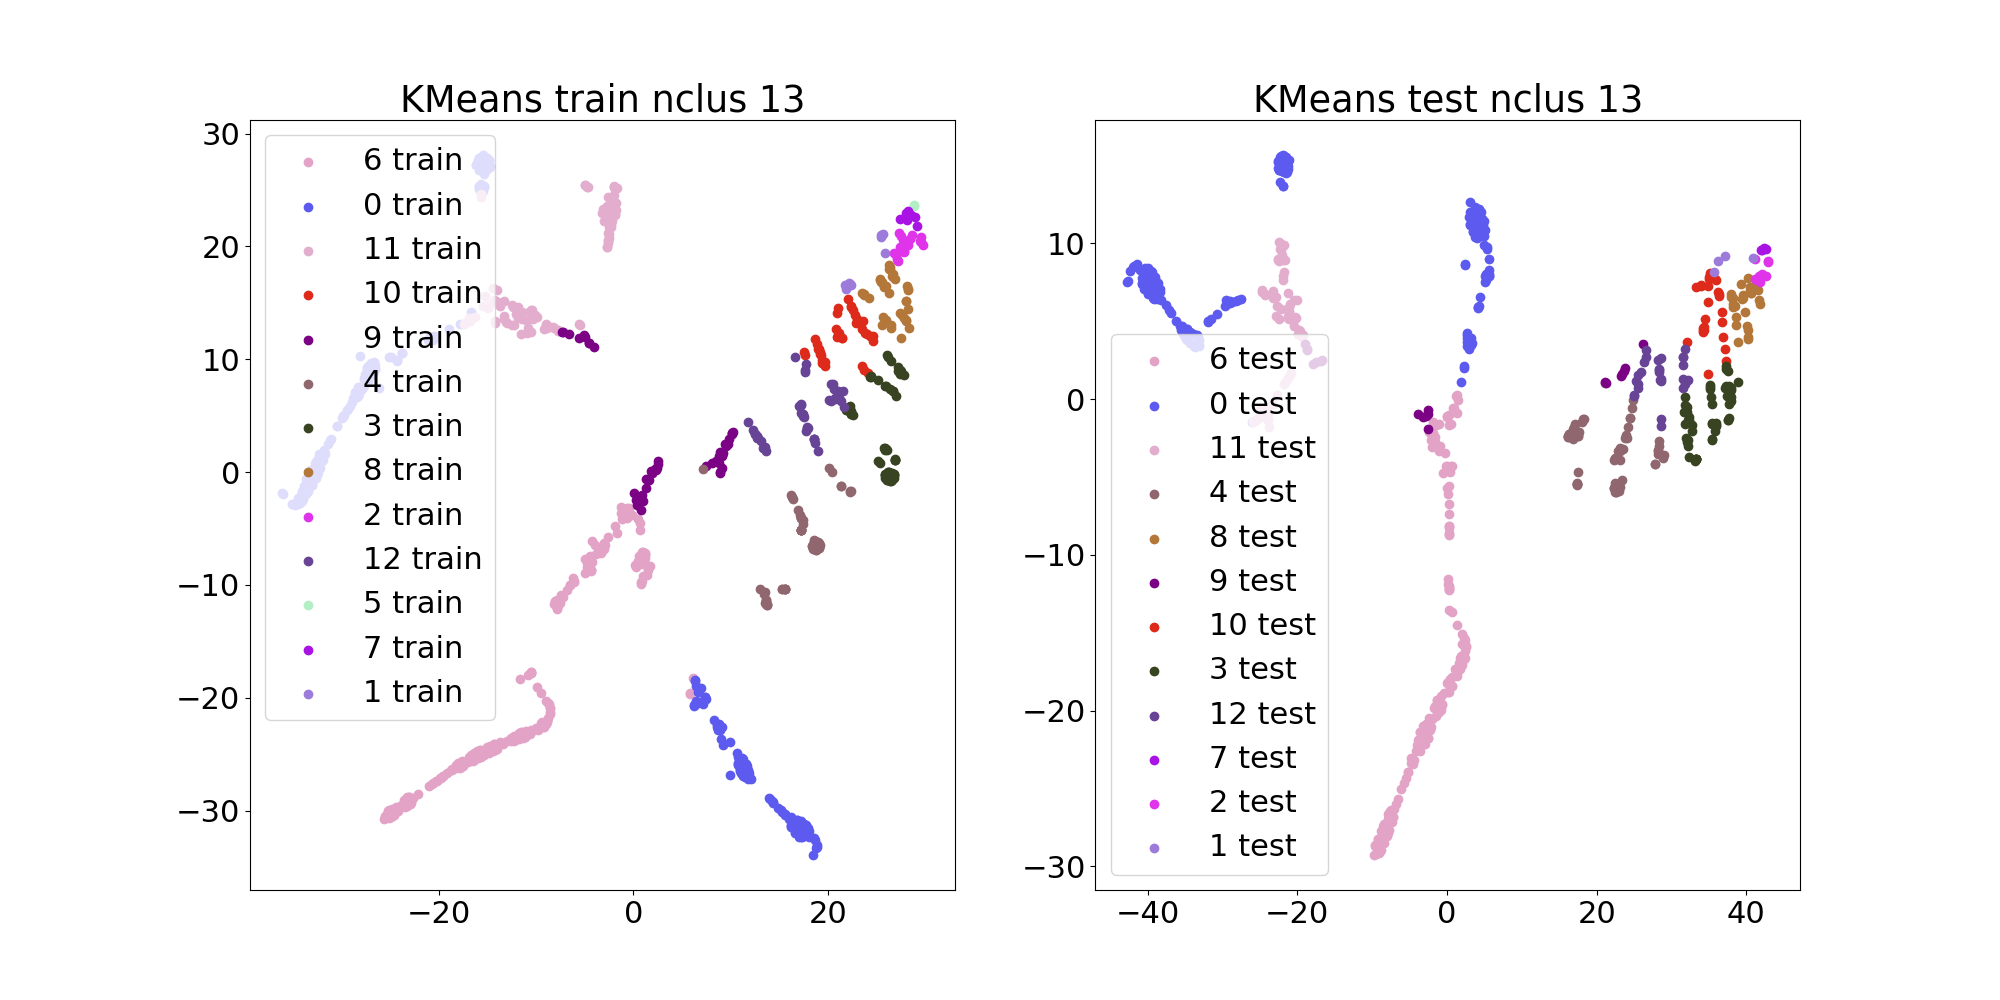 KMeans train nclus 13
30
20
10
0
−10
−20
−30
−20
0
20
6 train
0 train
11 train
10 train
9 train
4 train
3 train
8 train
2 train
12 train
5 train
7 train
1 train
KMeans test nclus 13
10
0
−10
−20
−30
−40
−20
0
20
40
6 test
0 test
11 test
4 test
8 test
9 test
10 test
3 test
12 test
7 test
2 test
1 test